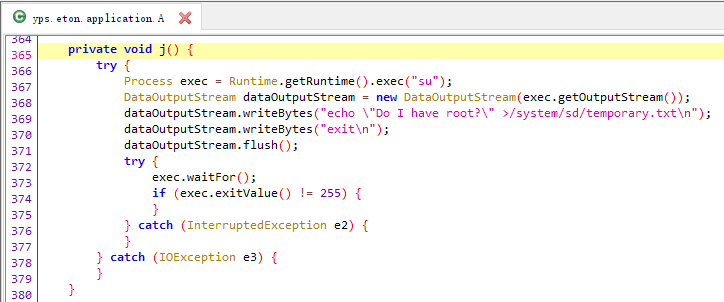 yps.eton.application.A
364
365 private void j() {
366 try {
367 Process exec = Runtime.getRuntime().exec("su");
368 DataOutputStream dataOutputStream = new DataOutputStream(exec.getOutputStream());
369 dataOutputStream.writeBytes("echo \"Do I have root?\" >/system/sd/temporary.txt\n");
370 dataOutputStream.writeBytes("exit\n");
371 dataOutputStream.flush();
372 try {
373 exec.waitFor();
374 if (exec.exitValue() != 255) {
375 }
376 } catch (InterruptedException e2) {
377 }
378 } catch (IOException e3) {
379 }
380 }